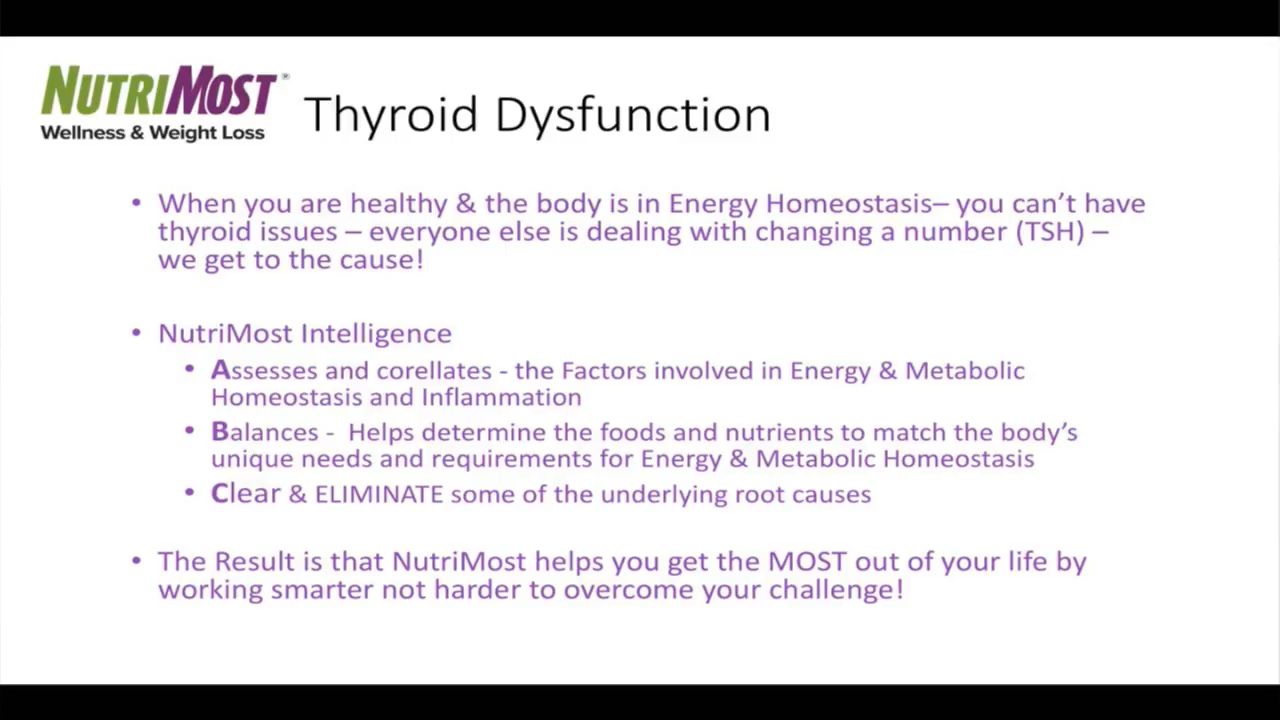 NUTRIMOST®
Wellness & Weight Loss
Thyroid Dysfunction
• When you are healthy & the body is in Energy Homeostasis– you can’t have
thyroid issues – everyone else is dealing with changing a number (TSH) –
we get to the cause!
• NutriMost Intelligence
• Assesses and corellates - the Factors involved in Energy & Metabolic
Homeostasis and Inflammation
• Balances - Helps determine the foods and nutrients to match the body’s
unique needs and requirements for Energy & Metabolic Homeostasis
• Clear & ELIMINATE some of the underlying root causes
• The Result is that NutriMost helps you get the MOST out of your life by
working smarter not harder to overcome your challenge!